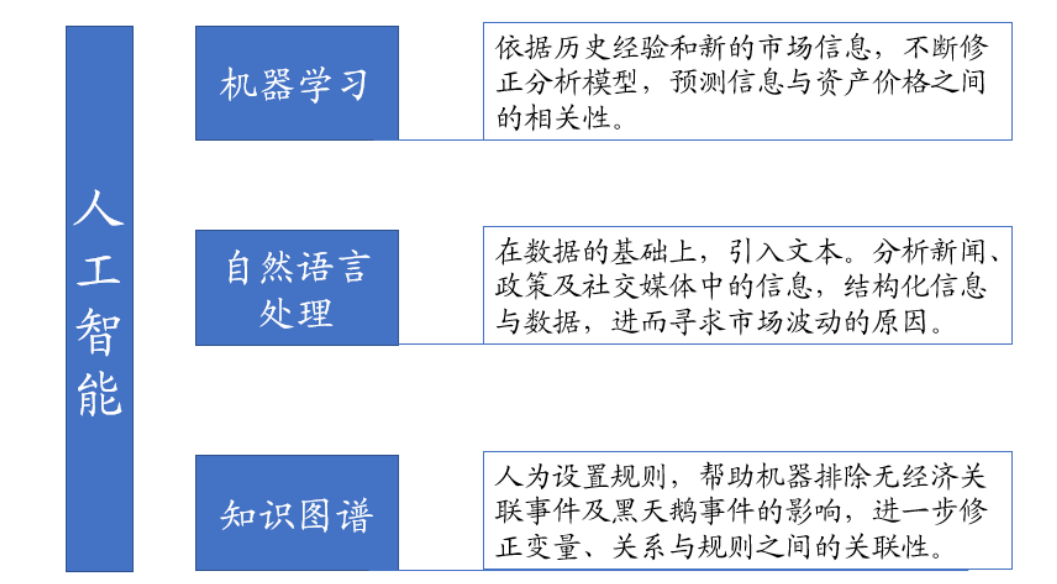 人工智能
机器学习
依据历史经验和新的市场信息，不断修
正分析模型，预测信息与资产价格之间
的相关性。
自然语言
处理
在数据的基础上，引入文本。分析新闻、
政策及社交媒体中的信息，结构化信息
与数据，进而寻求市场波动的原因。
知识图谱
人为设置规则，帮助机器排除无经济关
联事件及黑天鹅事件的影响，进一步修
正变量、关系与规则之间的关联性。